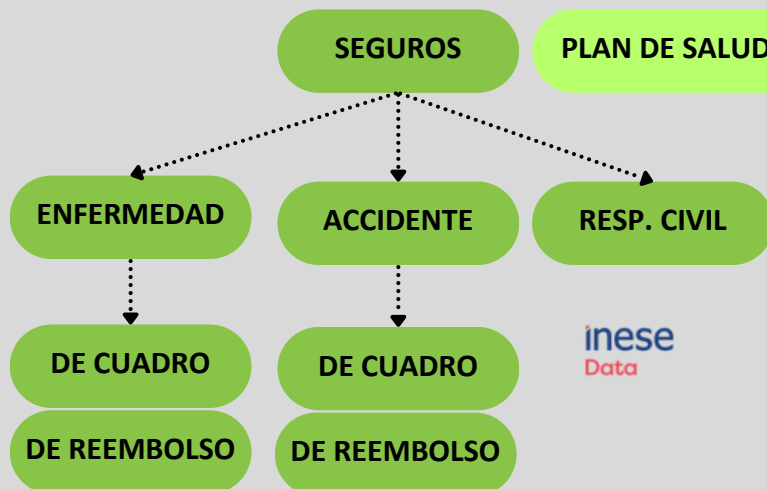 SEGUROS
PLAN DE SALUD
ENFERMEDAD
ACCIDENTE
RESP. CIVIL
DE CUADRO
DE CUADRO
inese
Data
DE REEMBOLSO
DE REEMBOLSO